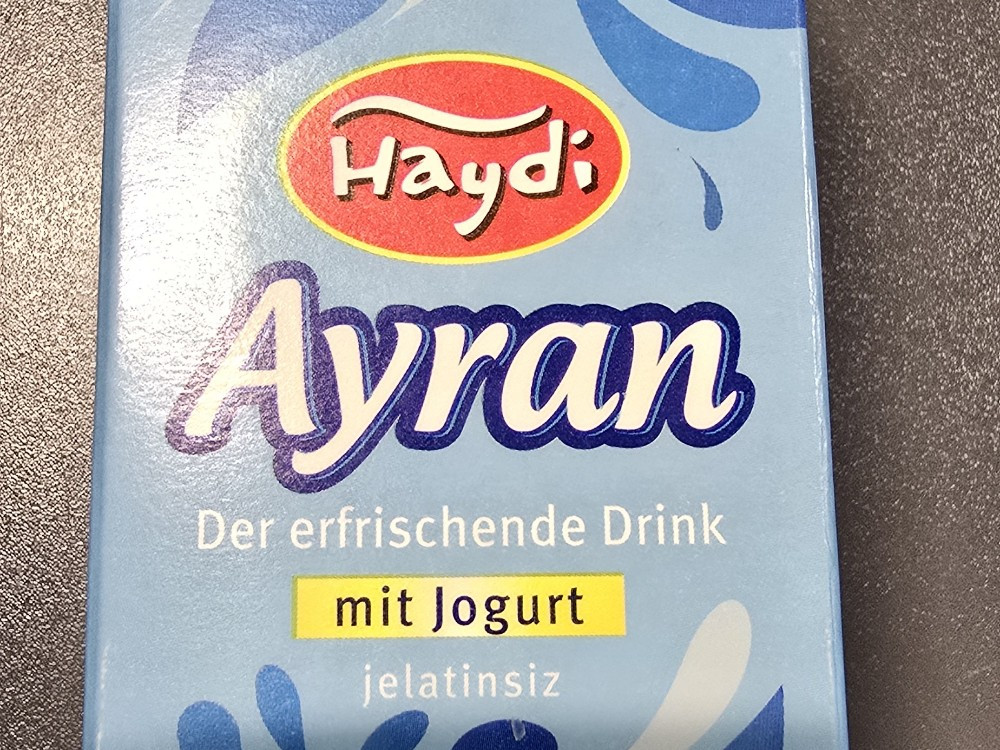 Haydi
Ayran
Der erfrischende Drink
mit Jogurt
jelatinsiz